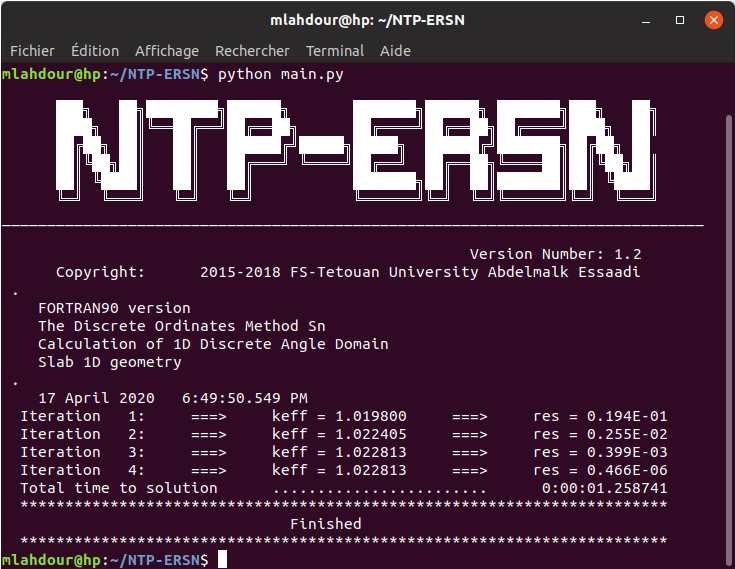 mlahdour@hp: ~/NTP-ERSN
Fichier Édition Affichage Rechercher Terminal Aide
mlahdour@hp:~/NTP-ERSN$ python main.py
NTP-ERSN
Version Number: 1.2
Copyright: 2015-2018 FS-Tetouan University Abdelmalk Essaadi
.
FORTRAN90 version
The Discrete Ordinates Method Sn
Calculation of 1D Discrete Angle Domain
Slab 1D geometry
.
17 April 2020 6:49:50.549 PM
Iteration 1: ===> keff = 1.019800 ===> res = 0.194E-01
Iteration 2: ===> keff = 1.022405 ===> res = 0.255E-02
Iteration 3: ===> keff = 1.022813 ===> res = 0.399E-03
Iteration 4: ===> keff = 1.022813 ===> res = 0.466E-06
Total time to solution ........................ 0:00:01.258741
************************************************************************
Finished
************************************************************************
mlahdour@hp:~/NTP-ERSN$